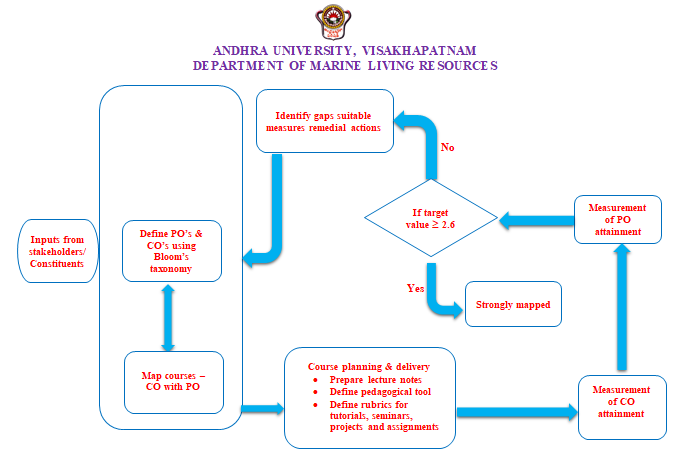 ANDHRA UNIVERSITY, VISAKHAPATNAM
DEPARTMENT OF MARINE LIVING RESOURCES
Identify gaps suitable
measures remedial actions
No
If target
value ≥ 2.6
Measurement
of PO
attainment
Inputs from
stakeholders/
Constituents
Define PO's &
CO's using
Bloom's
taxonomy
Yes
Strongly mapped
Map courses –
CO with PO
Course planning & delivery
• Prepare lecture notes
• Define pedagogical tool
• Define rubrics for
tutorials, seminars,
projects and assignments
Measurement
of CO
attainment